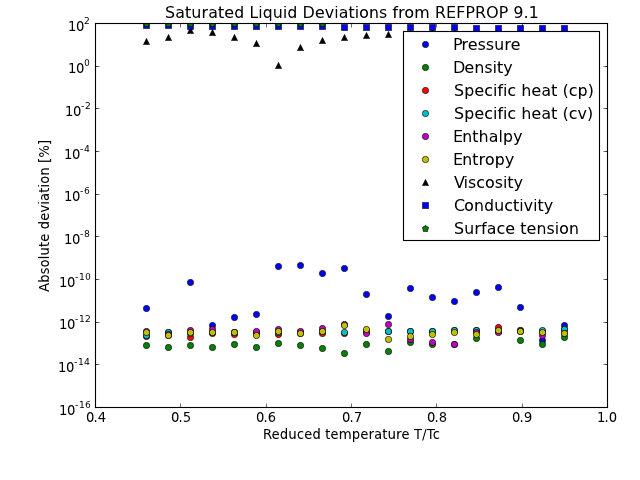 Saturated Liquid Deviations from REFPROP 9.1
Absolute deviation [%]
10^2
10^0
10^-2
10^-4
10^-6
10^-8
10^-10
10^-12
10^-14
10^-16
Pressure
Density
Specific heat (cp)
Specific heat (cv)
Enthalpy
Entropy
Viscosity
Conductivity
Surface tension
0.4 0.5 0.6 0.7 0.8 0.9 1.0
Reduced temperature T/Tc